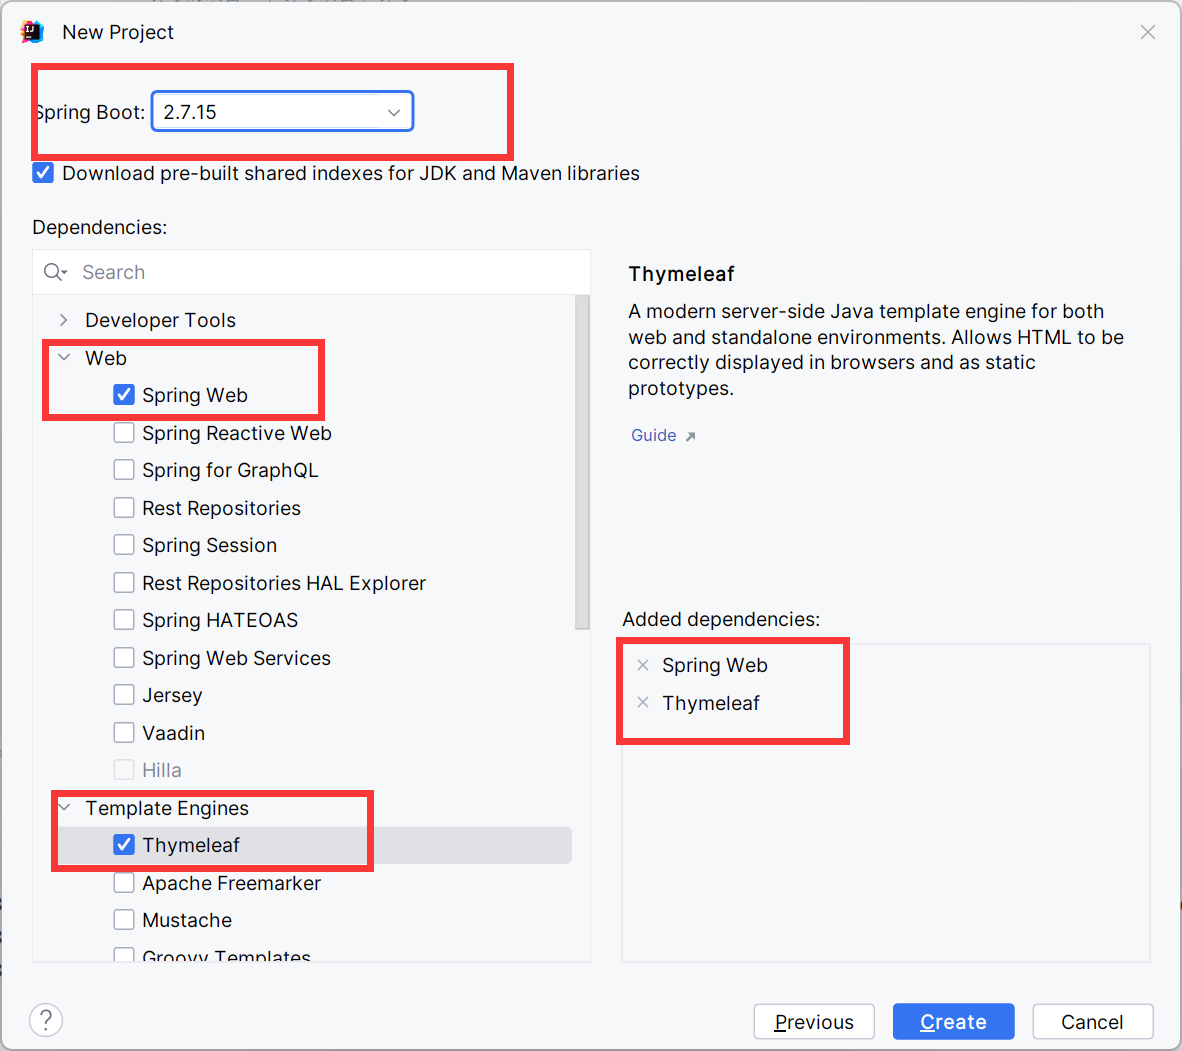 New Project
Spring Boot: 2.7.15
Download pre-built shared indexes for JDK and Maven libraries
Dependencies:
Search
Developer Tools
Web
Spring Web
Spring Reactive Web
Spring for GraphQL
Rest Repositories
Spring Session
Rest Repositories HAL Explorer
Spring HATEOAS
Spring Web Services
Jersey
Vaadin
Hilla
Template Engines
Thymeleaf
Apache Freemarker
Mustache
Groovy Templates
Thymeleaf
A modern server-side Java template engine for both
web and standalone environments. Allows HTML to be
correctly displayed in browsers and as static
prototypes.
Guide
Added dependencies:
Spring Web
Thymeleaf
?
Previous
Create
Cancel